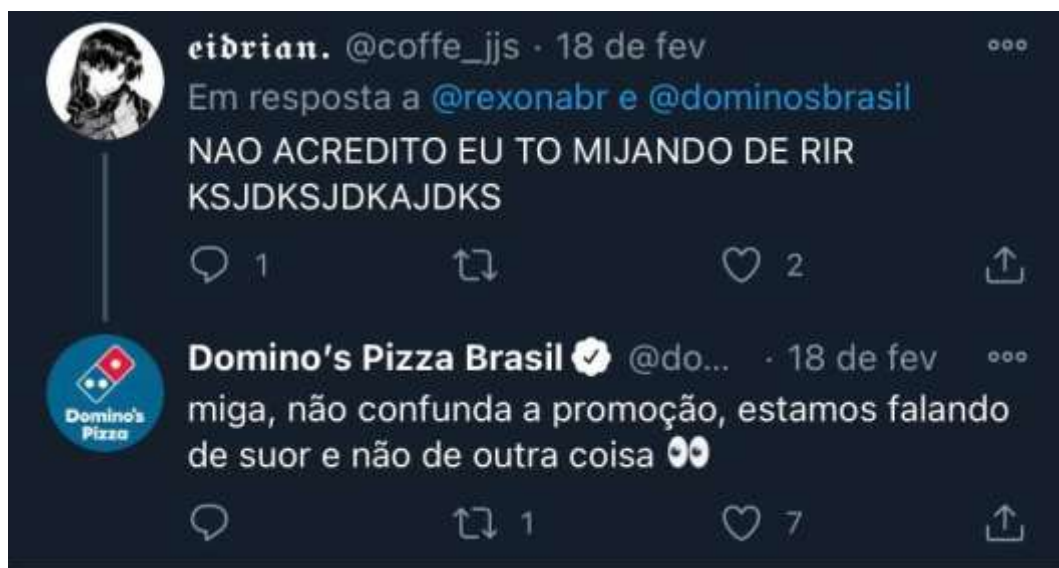 eidrian. @coffe_jjs · 18 de fev
Em resposta a @rexonabr e @dominosbrasil
NAO ACREDITO EU TO MIJANDO DE RIR
KSJDKSJDKAJDKS
1 2
Domino's Pizza Brasil @do... · 18 de fev
Domino's
Pizza
miga, não confunda a promoção, estamos falando
de suor e não de outra coisa 👀
1 7